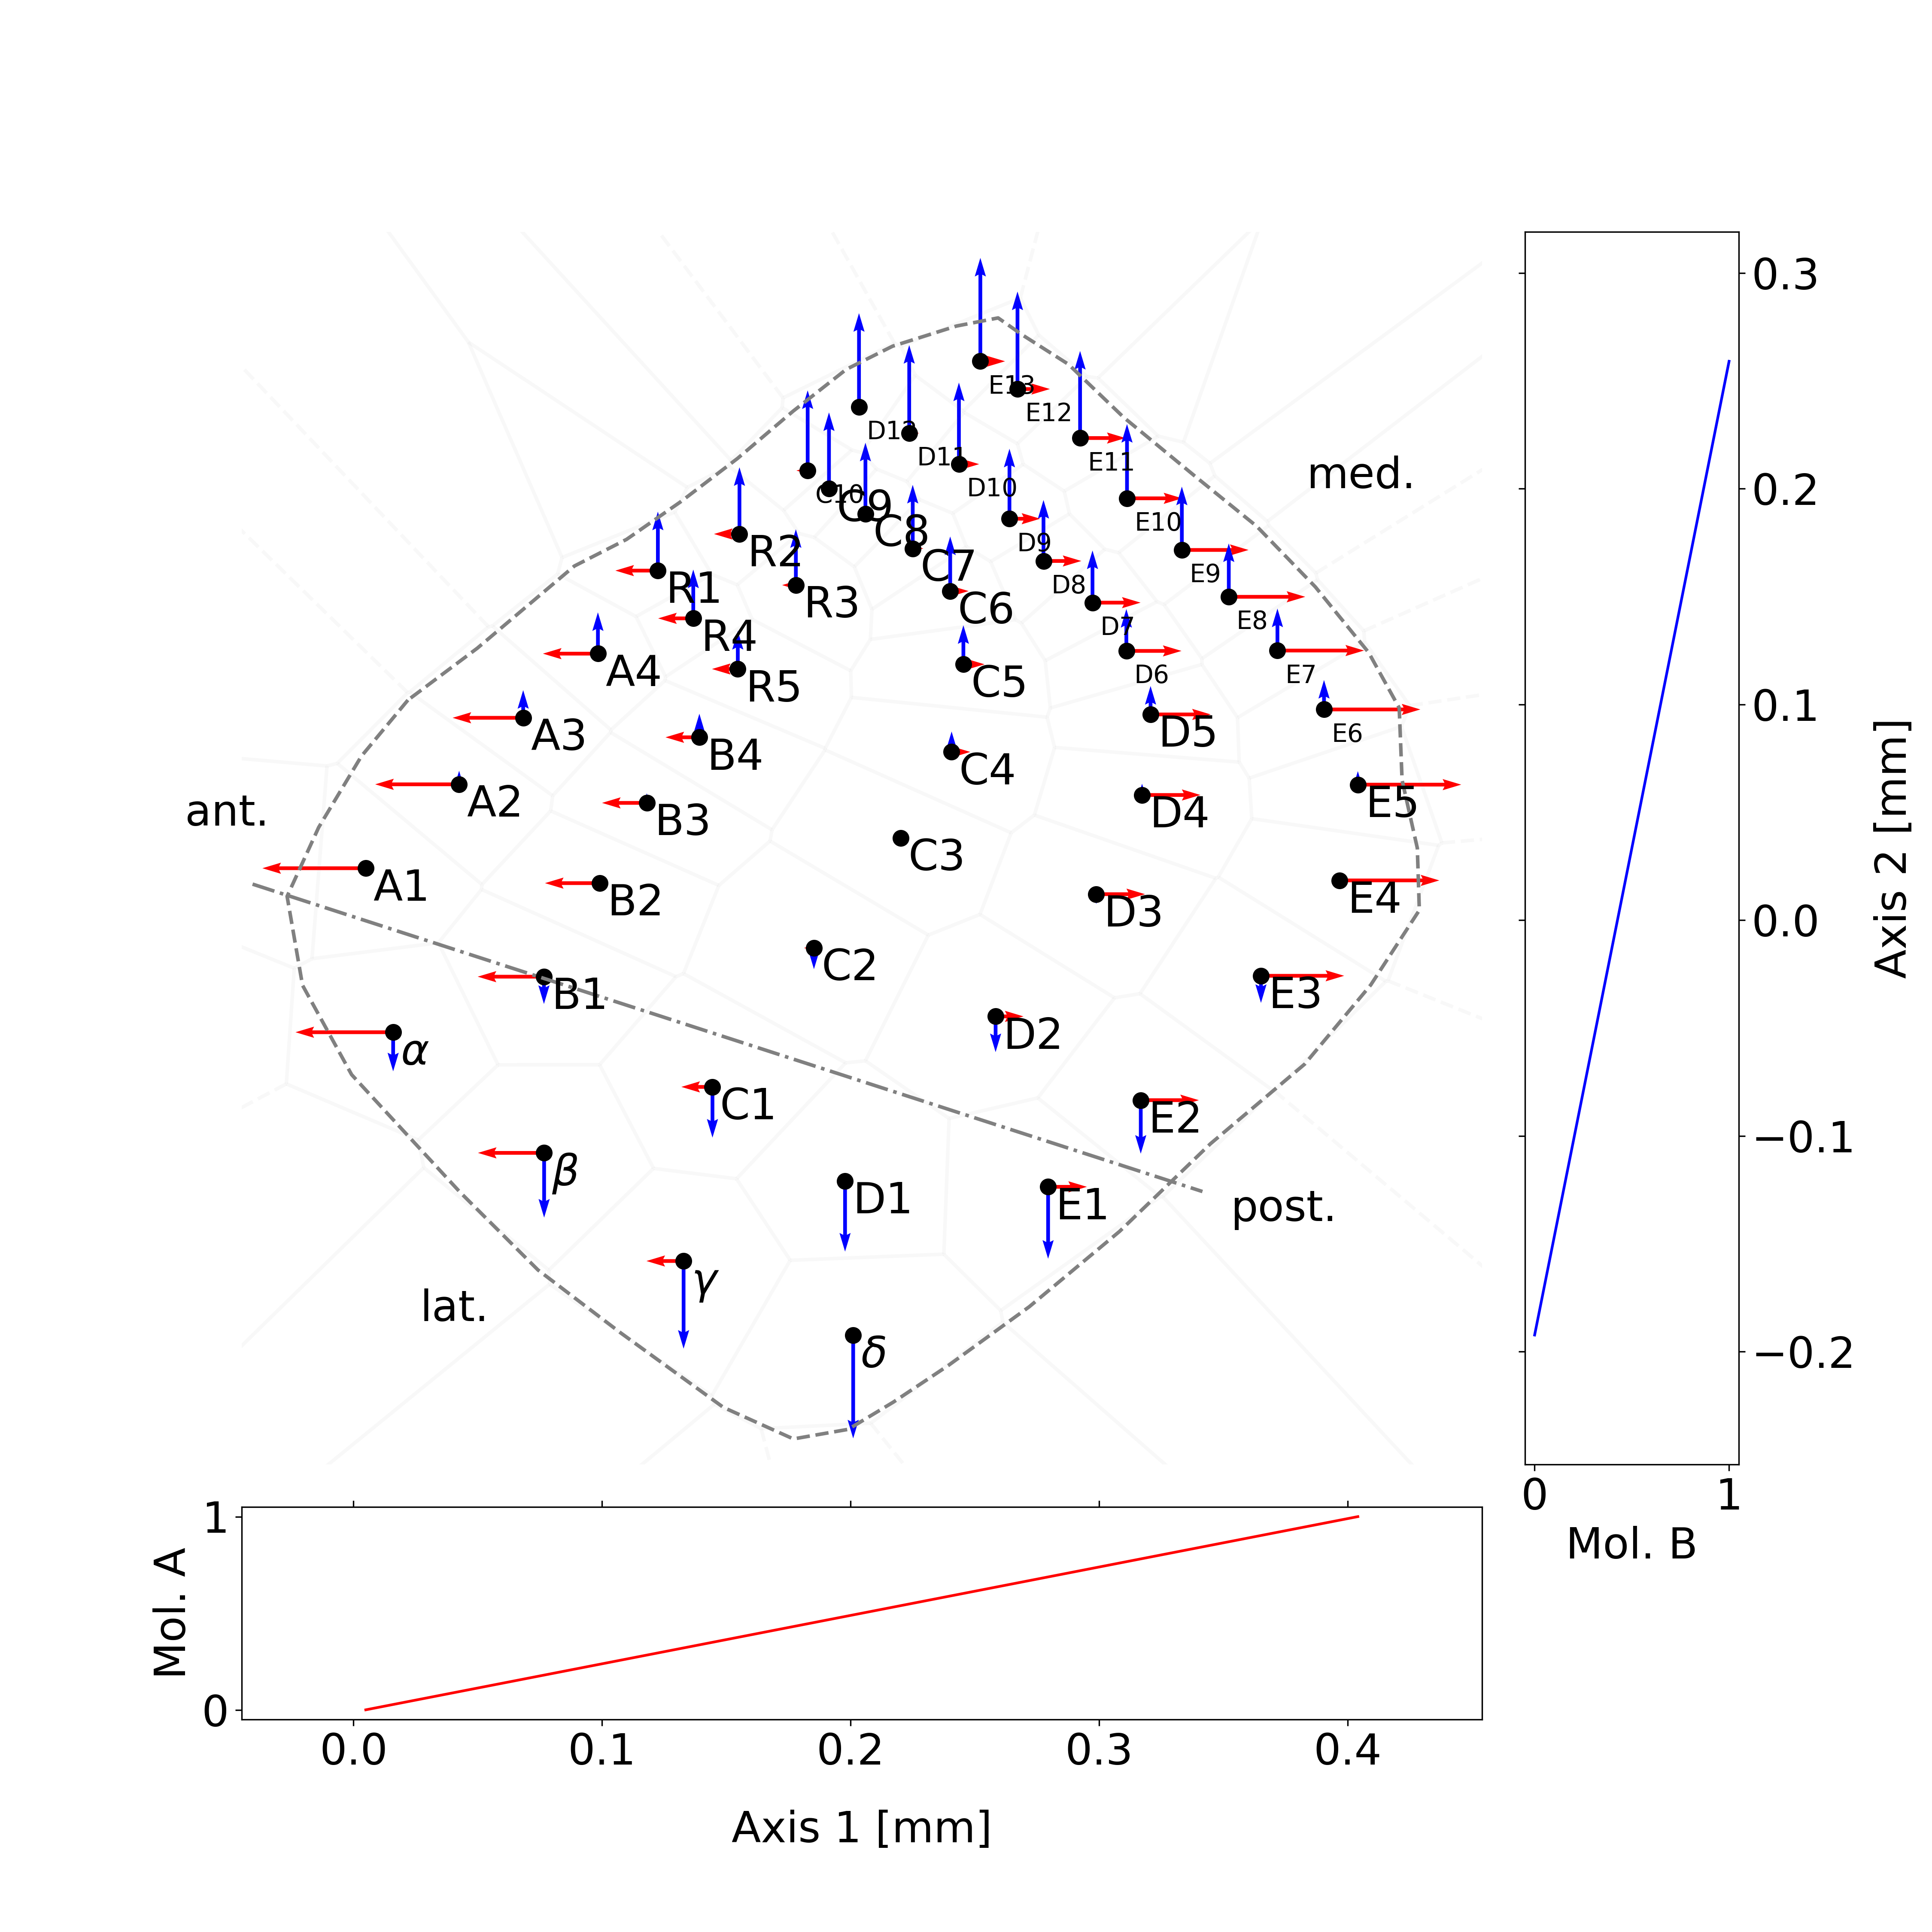 E13
E12
D12
D11
E11
med.
D10
C10
C9
E10
C8
D9
R2
C7
E9
D8
R1
R3
C6
E8
D7
R4
A4
R5
C5
D6
E7
A3
D5
E6
B4
C4
A2
B3
D4
E5
ant.
C3
A1
B2
D3
E4
C2
B1
E3
D2
α
C1
E2
β
D1
E1
post.
γ
lat.
δ
0.3
0.2
0.1
0.0
−0.1
−0.2
Axis 2 [mm]
0 1
Mol. B
1
0
Mol. A
0.0 0.1 0.2 0.3 0.4
Axis 1 [mm]